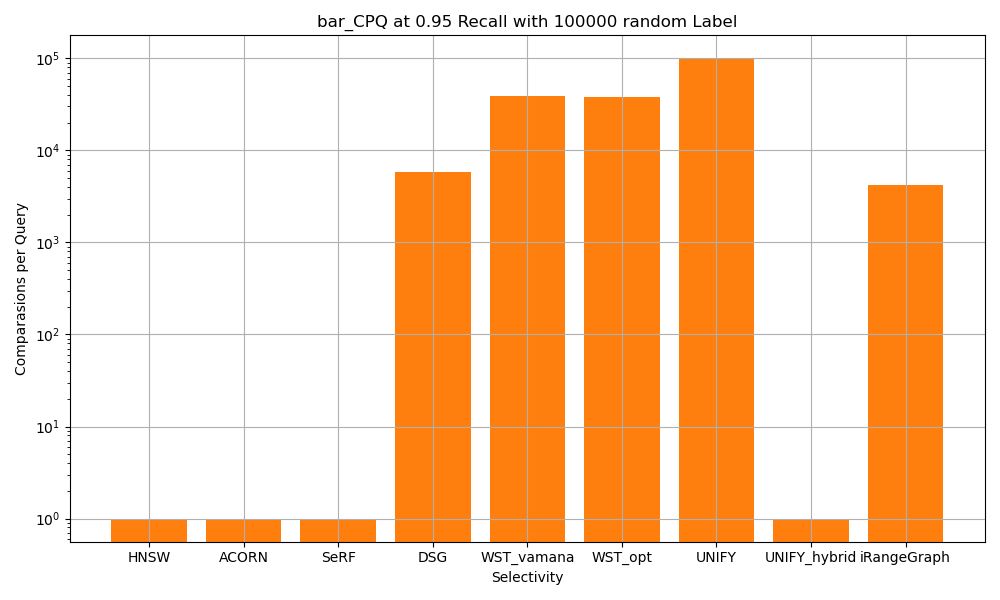 bar_CPQ at 0.95 Recall with 100000 random Label
Comparasions per Query
10^5
10^4
10^3
10^2
10^1
10^0
HNSW ACORN SeRF DSG WST_vamana WST_opt UNIFY UNIFY_hybrid iRangeGraph
Selectivity